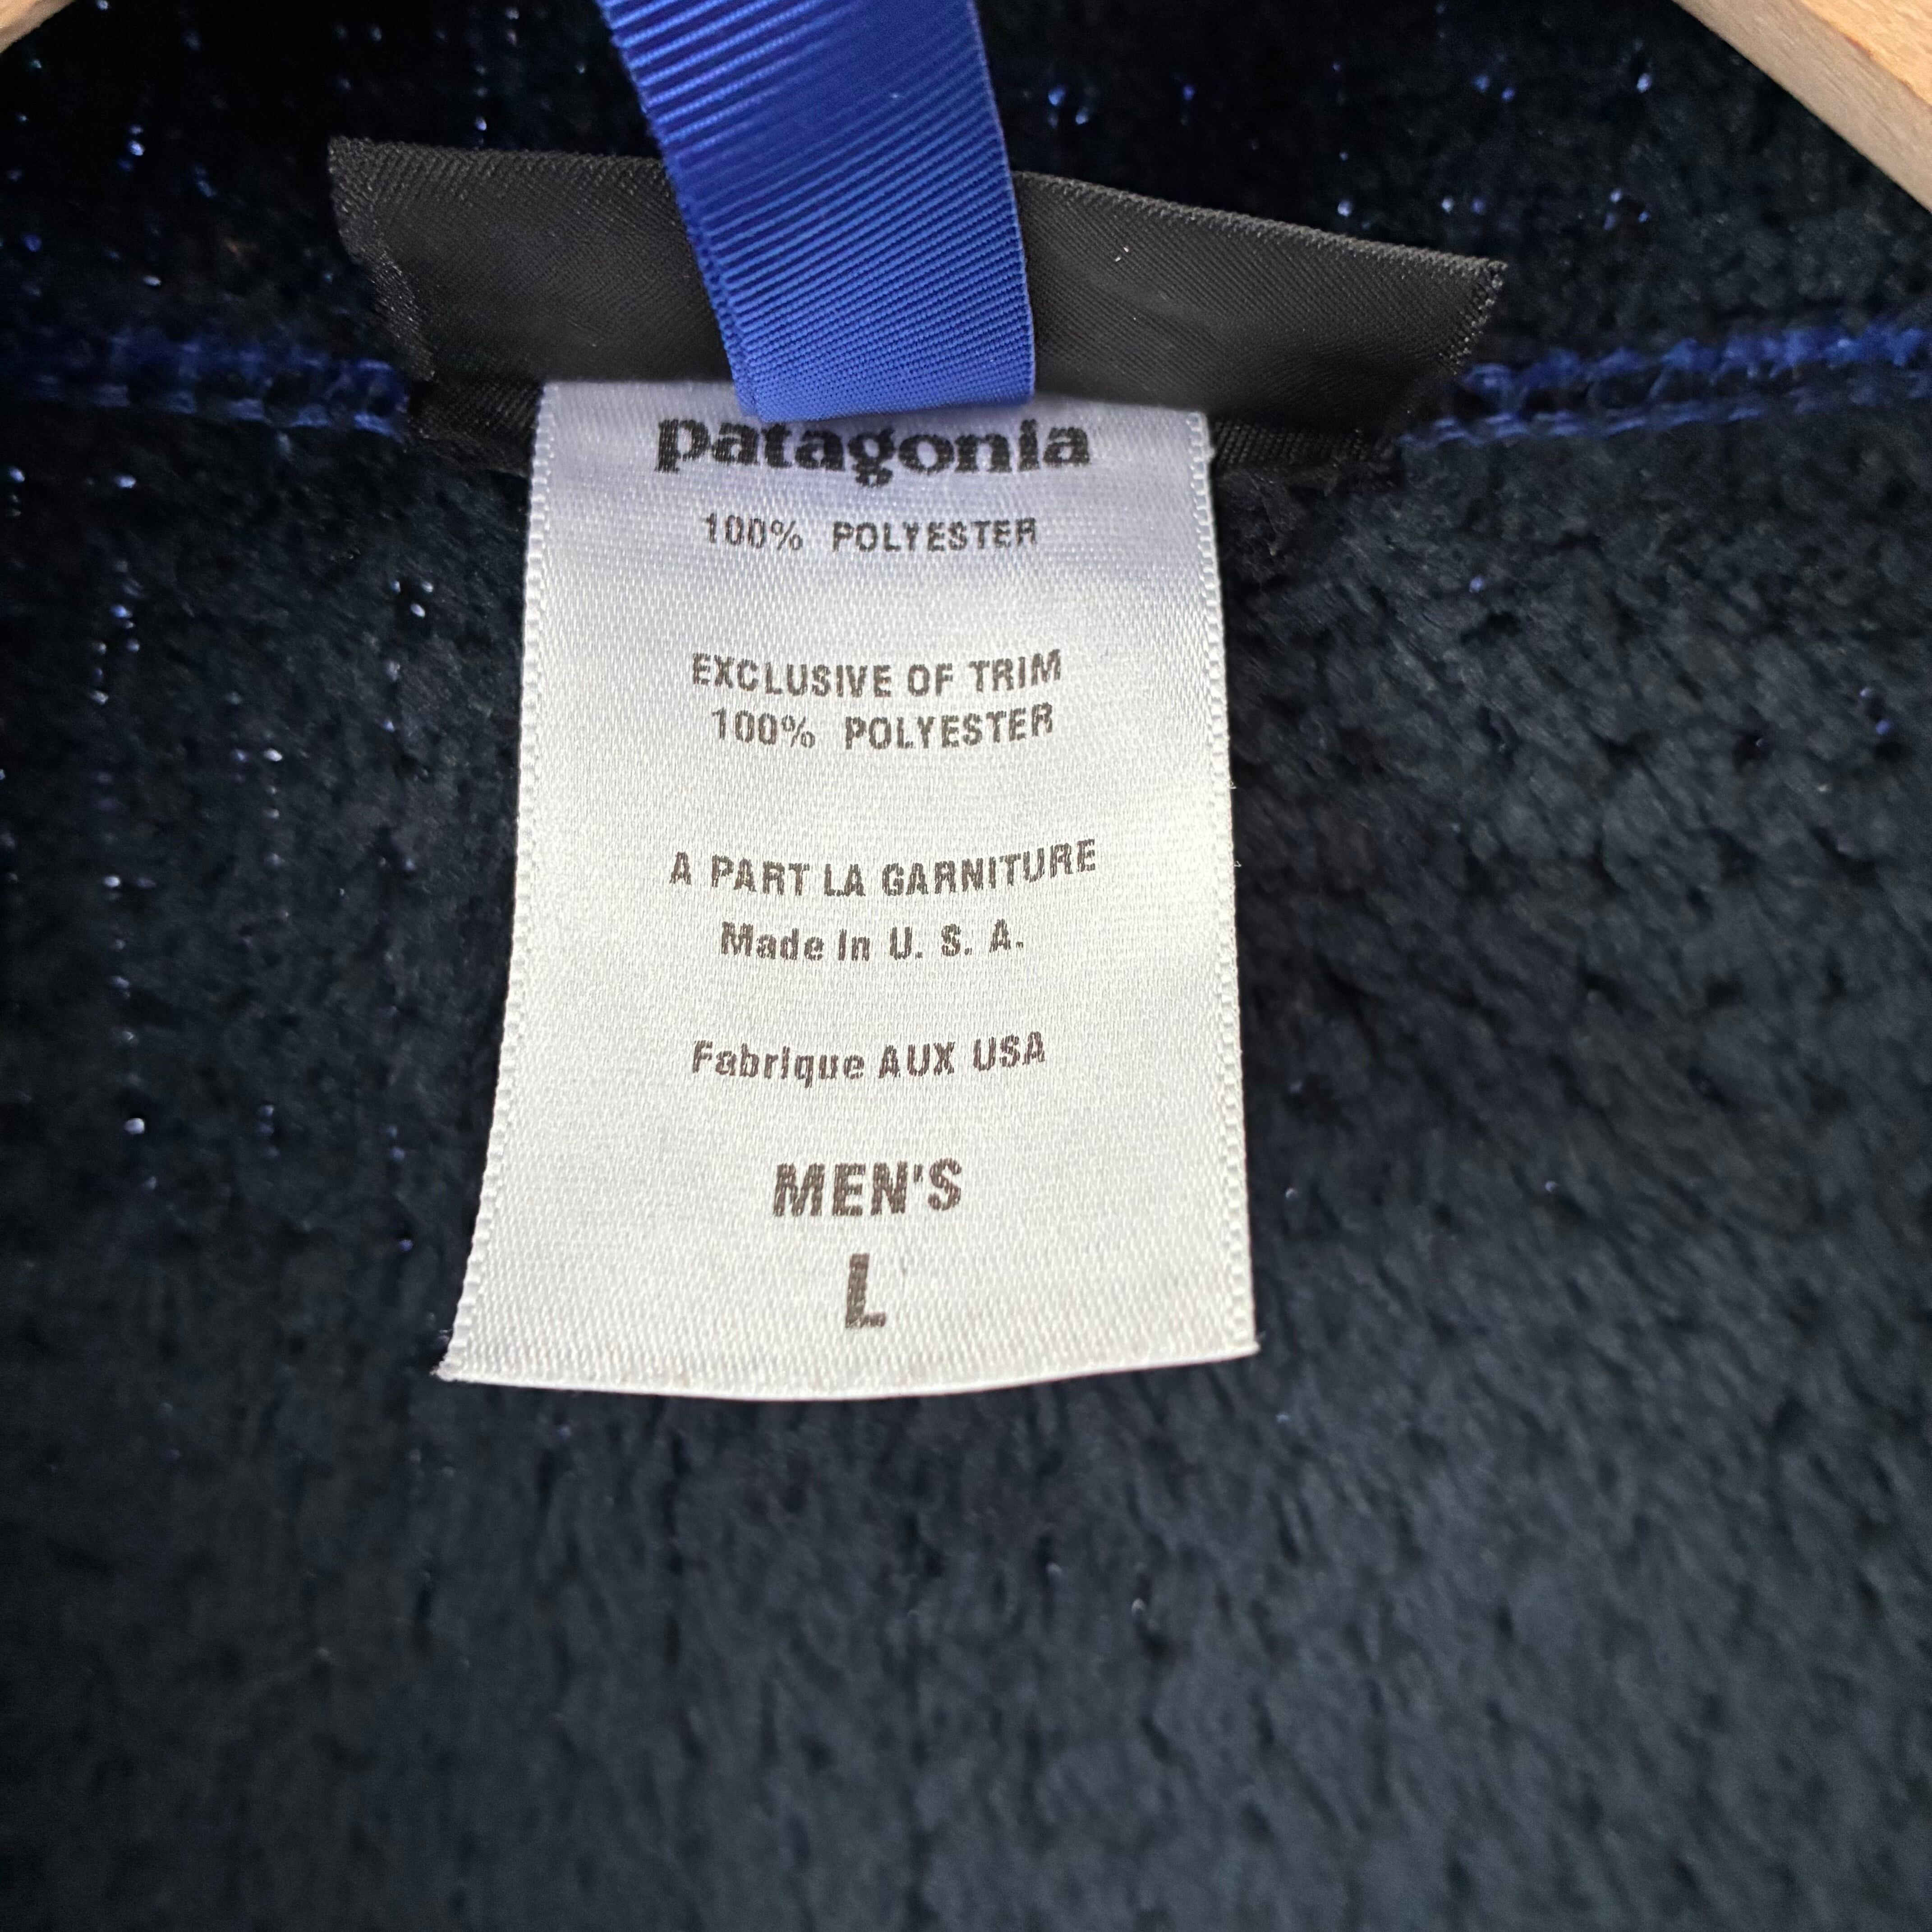 patagonia
100% POLYESTER
EXCLUSIVE OF TRIM
100% POLYESTER
A PART LA GARNITURE
Made In U. S. A.
Fabrique AUX USA
MEN'S
L